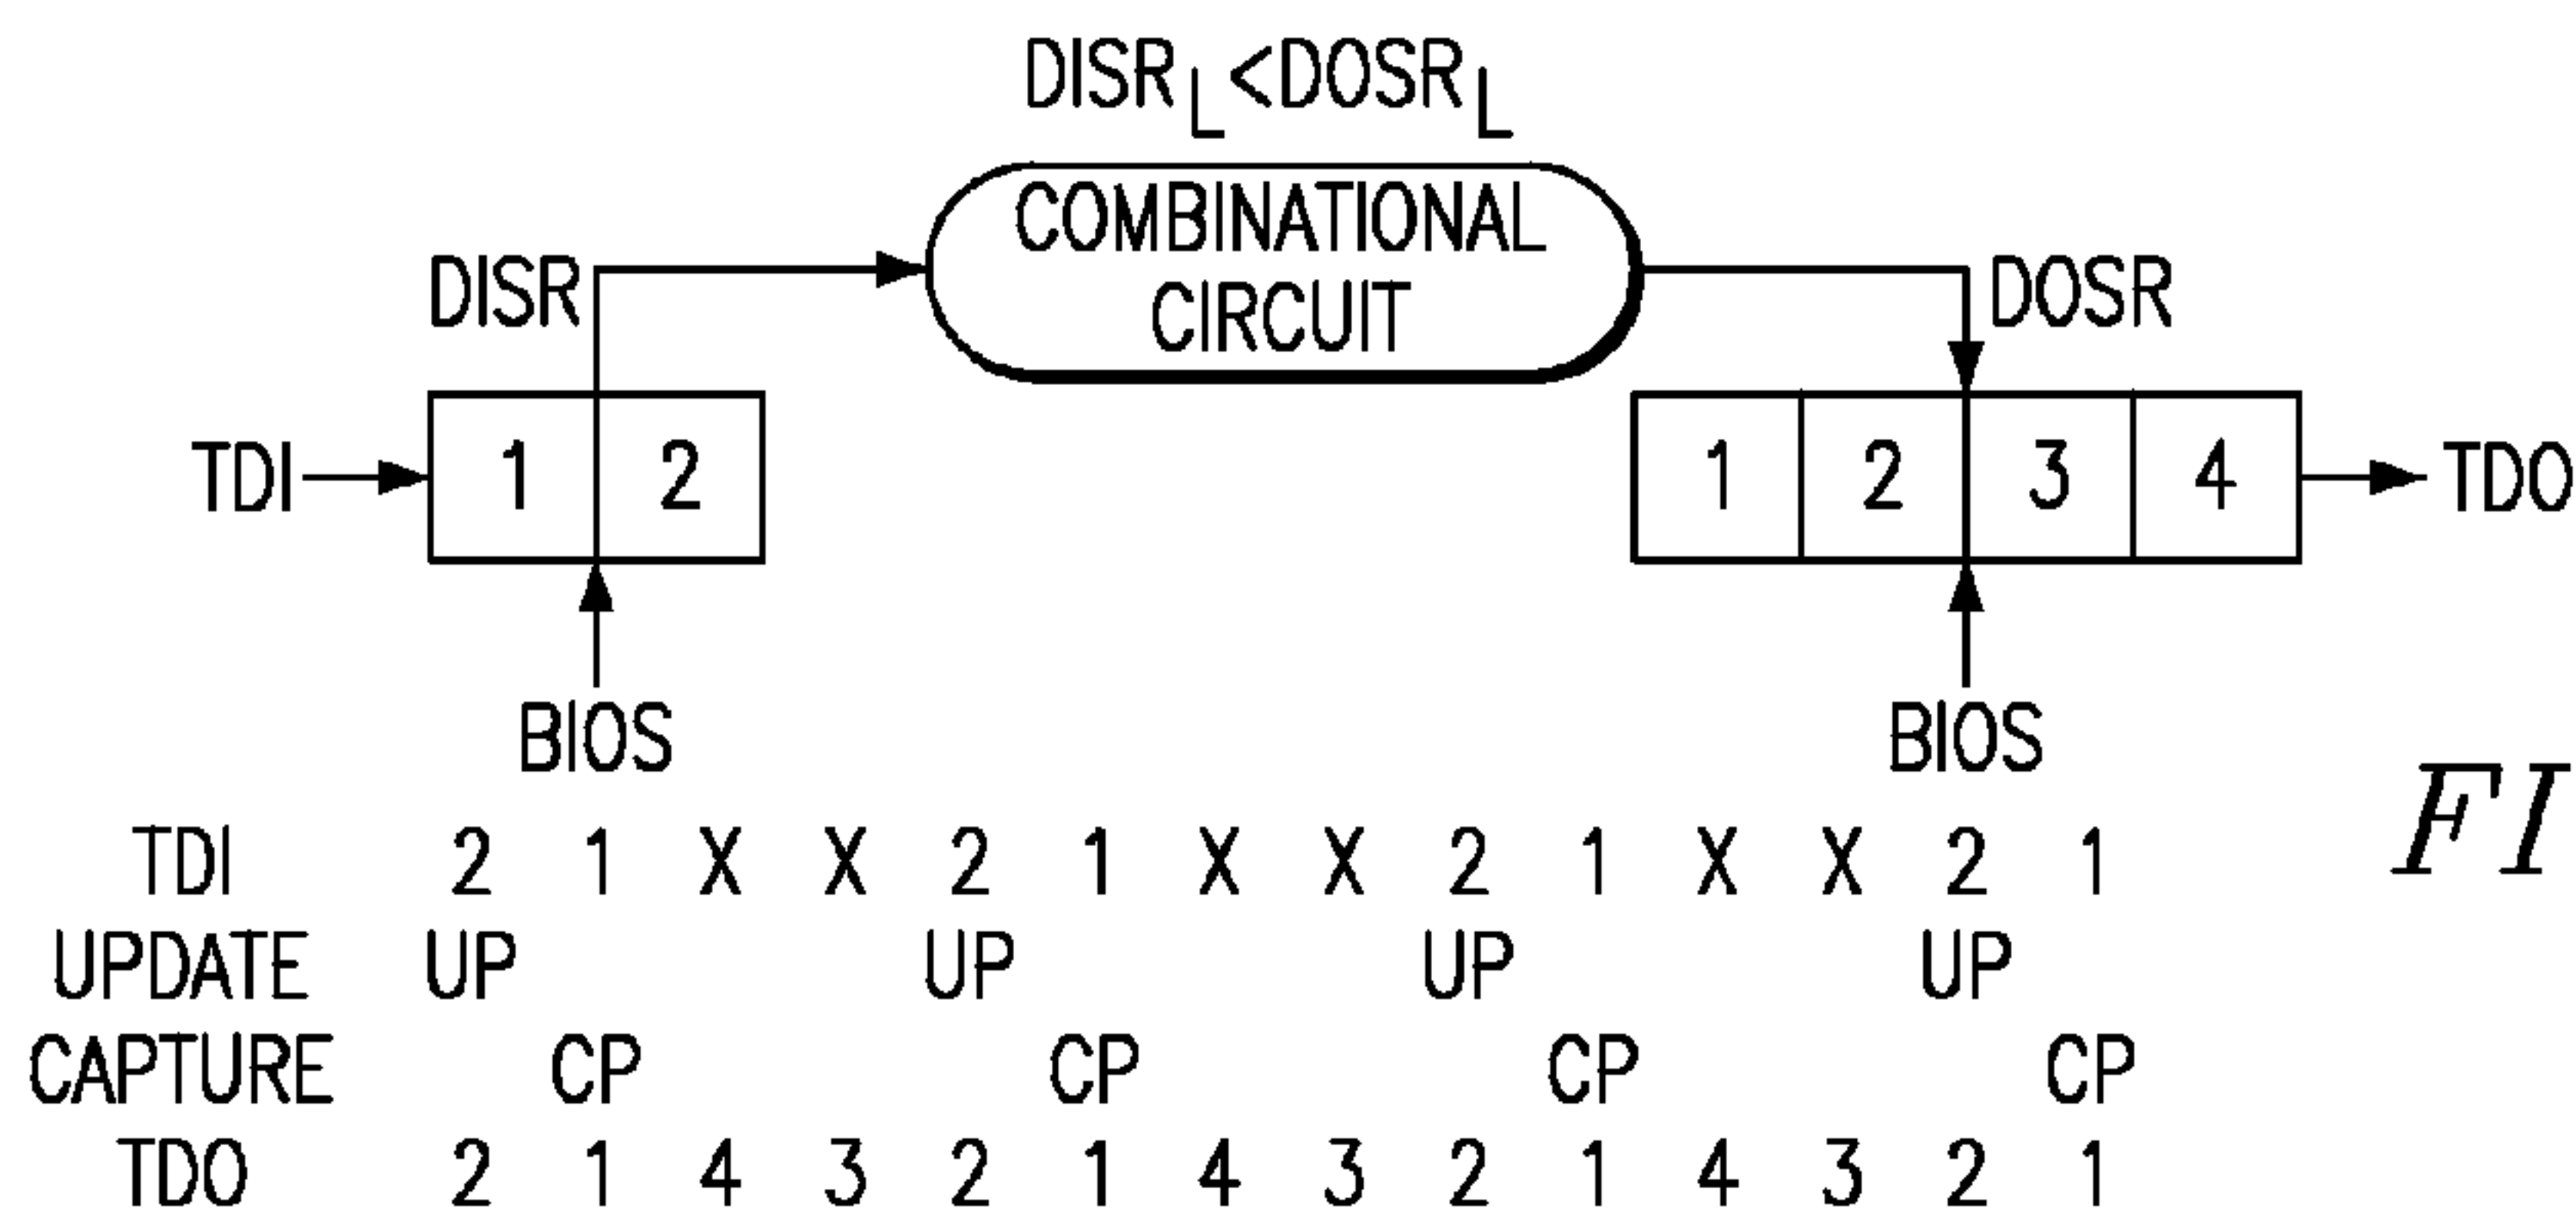 DISRL<DOSRL
COMBINATIONAL
CIRCUIT
DISR
DOSR
TDI
1 2
1 2 3 4
TDO
BIOS
BIOS
FI
TDI 2 1 X X 2 1 X X 2 1 X X 2 1
UPDATE UP UP UP UP
CAPTURE CP CP CP CP
TDO 2 1 4 3 2 1 4 3 2 1 4 3 2 1